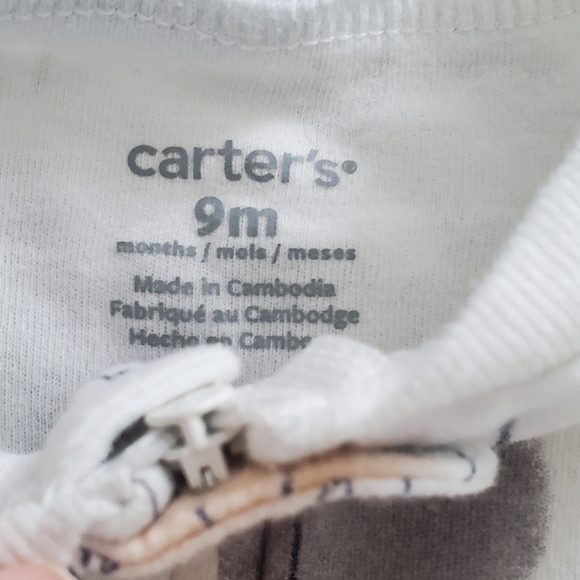 carter's
9m
months / mois / meses
Made in Cambodia
Fabriqué au Cambodge
Hecho en